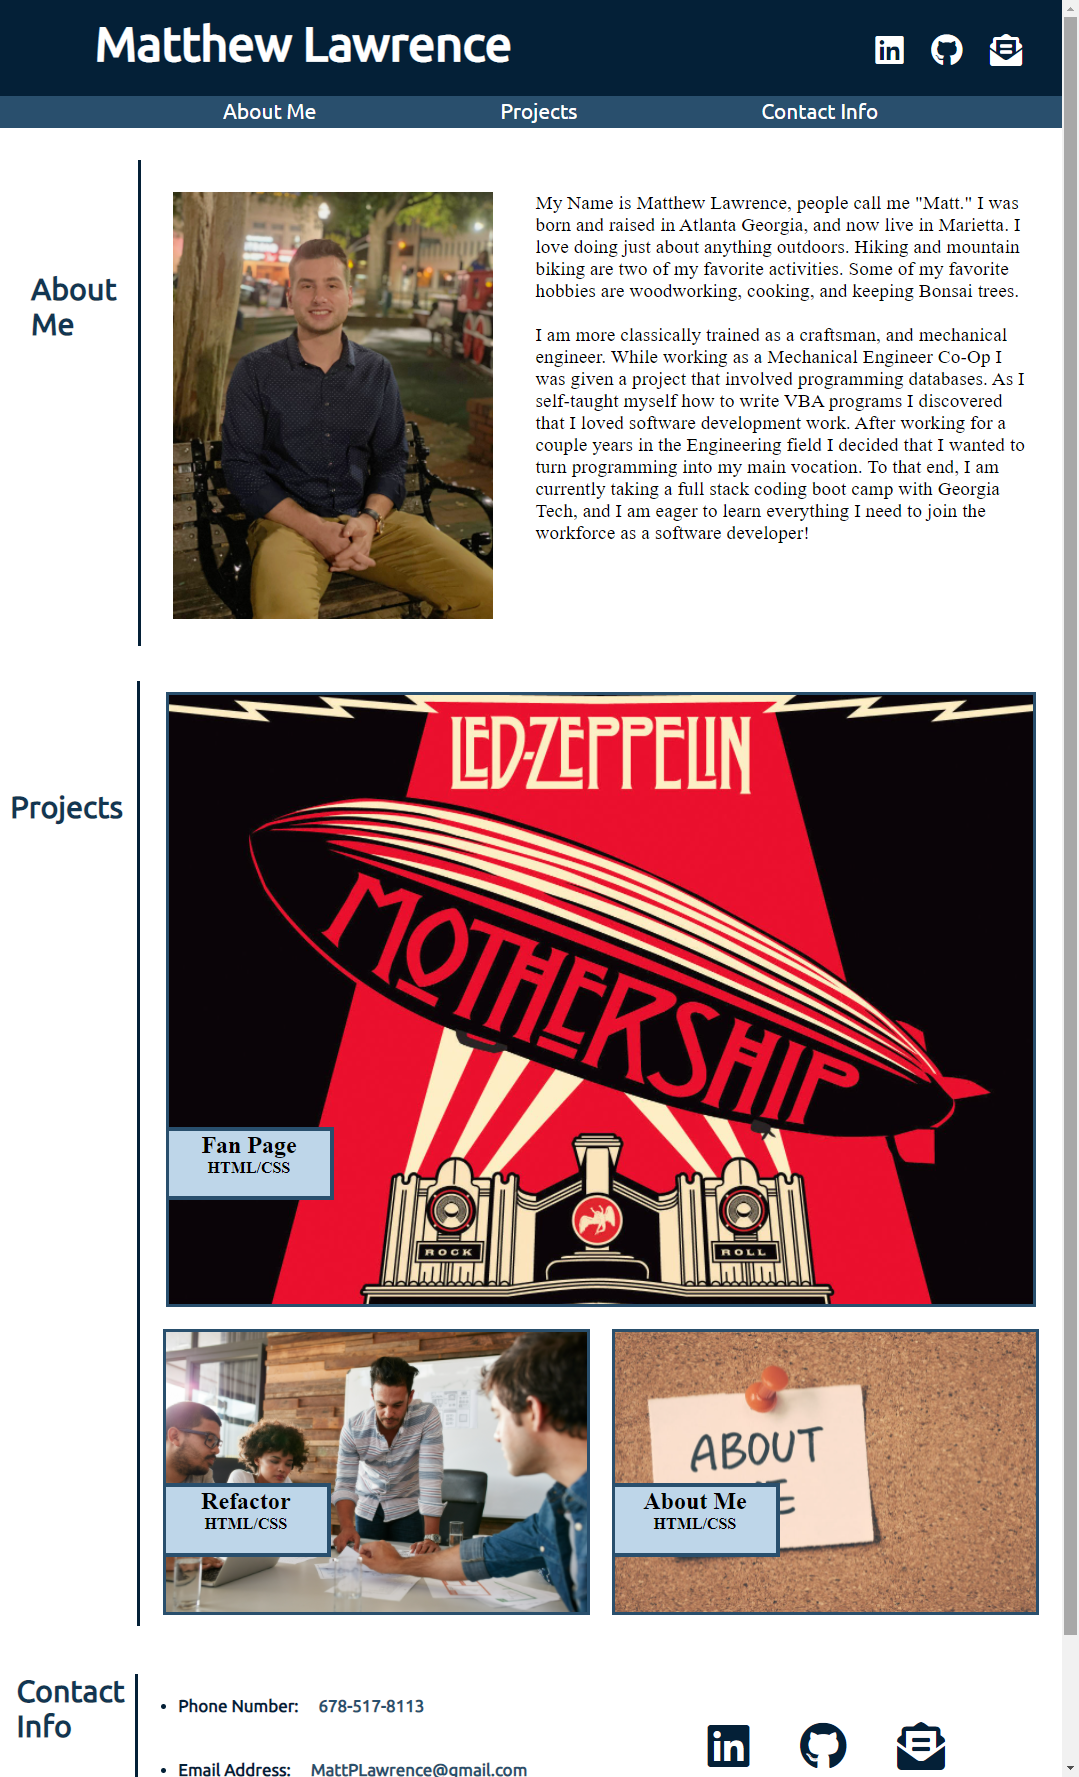 Matthew Lawrence
About Me
Projects
Contact Info
About
Me
My Name is Matthew Lawrence, people call me "Matt." I was
born and raised in Atlanta Georgia, and now live in Marietta. I
love doing just about anything outdoors. Hiking and mountain
biking are two of my favorite activities. Some of my favorite
hobbies are woodworking, cooking, and keeping Bonsai trees.
I am more classically trained as a craftsman, and mechanical
engineer. While working as a Mechanical Engineer Co-Op I
was given a project that involved programming databases. As I
self-taught myself how to write VBA programs I discovered
that I loved software development work. After working for a
couple years in the Engineering field I decided that I wanted to
turn programming into my main vocation. To that end, I am
currently taking a full stack coding boot camp with Georgia
Tech, and I am eager to learn everything I need to join the
workforce as a software developer!
Projects
LED-ZEPPELIN
MOTHERSHIP
Fan Page
HTML/CSS
ROCK
ROLL
Refactor
HTML/CSS
ABOUT
About Me
HTML/CSS
Contact
Info
• Phone Number: 678-517-8113
• Email Address: MattPLawrence@gmail.com